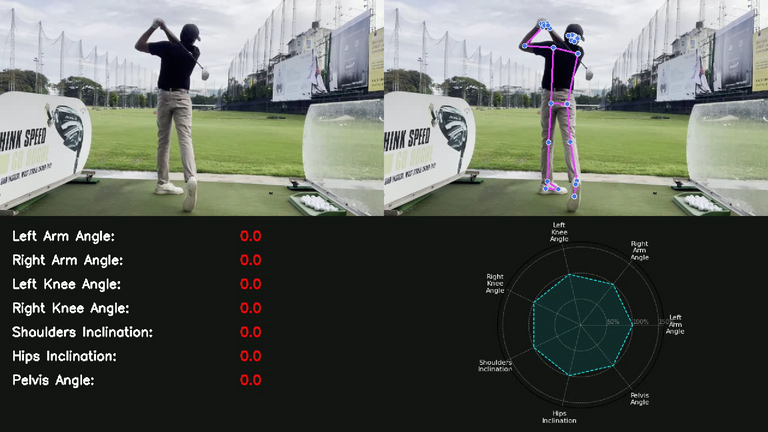 HINK SPEED
HINK SPEED
Left Arm Angle: 0.0
Right Arm Angle: 0.0
Left Knee Angle: 0.0
Right Knee Angle: 0.0
Shoulders Inclination: 0.0
Hips Inclination: 0.0
Pelvis Angle: 0.0
Left
Knee
Angle
Right
Arm
Angle
Right
Knee
Angle
50%
100%
Left
Arm
Angle
Shoulders
Inclination
Pelvis
Angle
Hips
Inclination